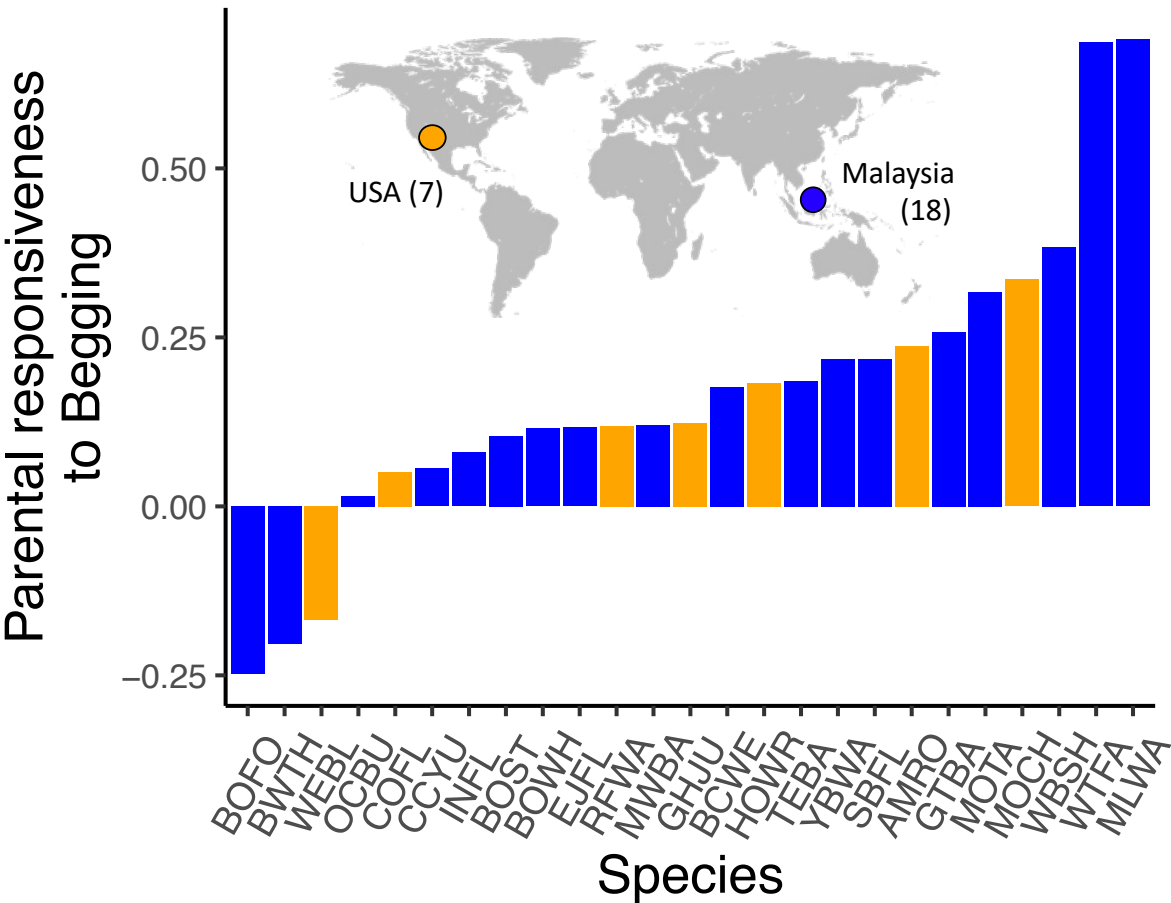 Parental responsiveness
to Begging
0.50
0.25
0.00
−0.25
USA (7)
Malaysia
(18)
BOFO
BWTH
WEBL
OCBU
COFL
CCYU
INFL
BOST
BOWH
EJFL
RFWA
MWBA
GHJU
BCWE
HOWR
TEBA
YBWA
SBFL
AMRO
GTBA
MOTA
MOCH
WBSH
WTFA
MLWA
Species